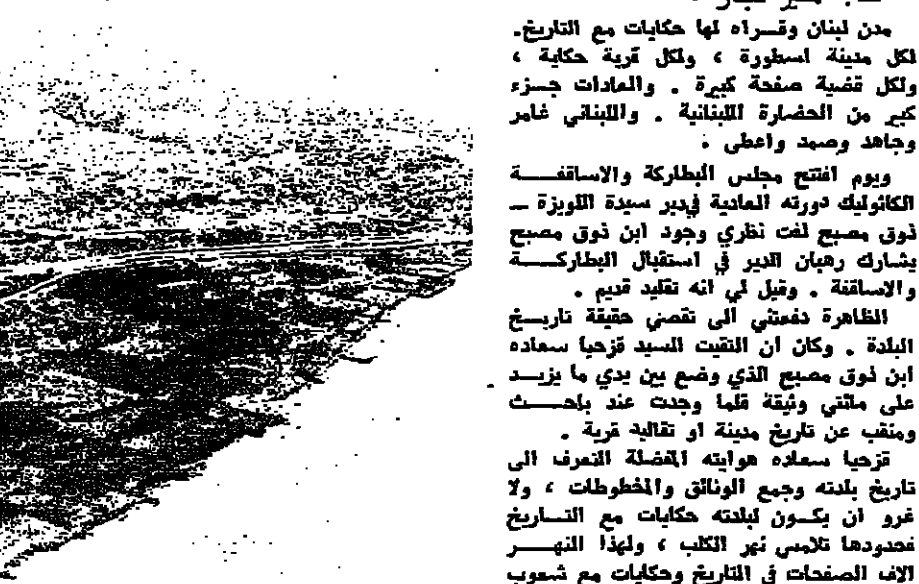 مدن لبنان وقسراه لها حكايات مع التاريخ.
لكل مدينة اسطورة ، ولكل قرية حكاية ،
ولكل قضية صفحة كبيرة . والعادات جزء
كبير من الحضارة اللبنانية . واللبناني غامر
وجاهد وصمد واعطى .
ويوم افتتح مجلس البطاركة والاساقفة
الكاثوليك دورته العادية في دير سيدة اللويزة ــ
ذوق مصبح لفت نظري وجود ابن ذوق مصبح
يشارك رهبان الدير في استقبال البطاركة
والاساقفة . وقيل لي انه تقليد قديم .
الظاهرة دفعتني الى تقصي حقيقة تاريخ
البلدة . وكان ان التقيت السيد قزحيا سعاده
ابن ذوق مصبح الذي وضع بين يدي ما يزيد
على مائتي وثيقة قلما وجدت عند باحث
ومنقب عن تاريخ مدينة او تقاليد قرية .
قزحيا سعاده هوايته المفضلة التعرف الى
تاريخ بلدته وجمع الوثائق والمخطوطات ، ولا
غرو ان يكون لبلدته حكايات مع التاريخ
فحدودها تلامس نهر الكلب ، ولهذا النهر
الاف الصفحات في التاريخ وحكايات مع شعوب